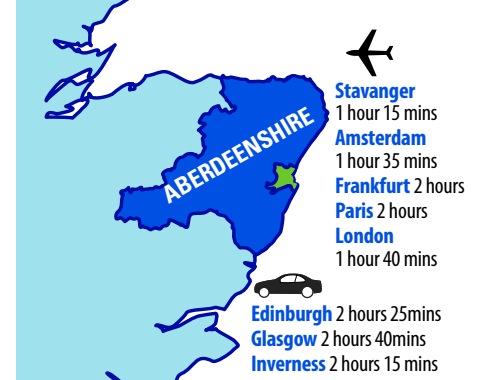 ABERDEENSHIRE
Stavanger
1 hour 15 mins
Amsterdam
1 hour 35 mins
Frankfurt 2 hours
Paris 2 hours
London
1 hour 40 mins
Edinburgh 2 hours 25mins
Glasgow 2 hours 40mins
Inverness 2 hours 15 mins